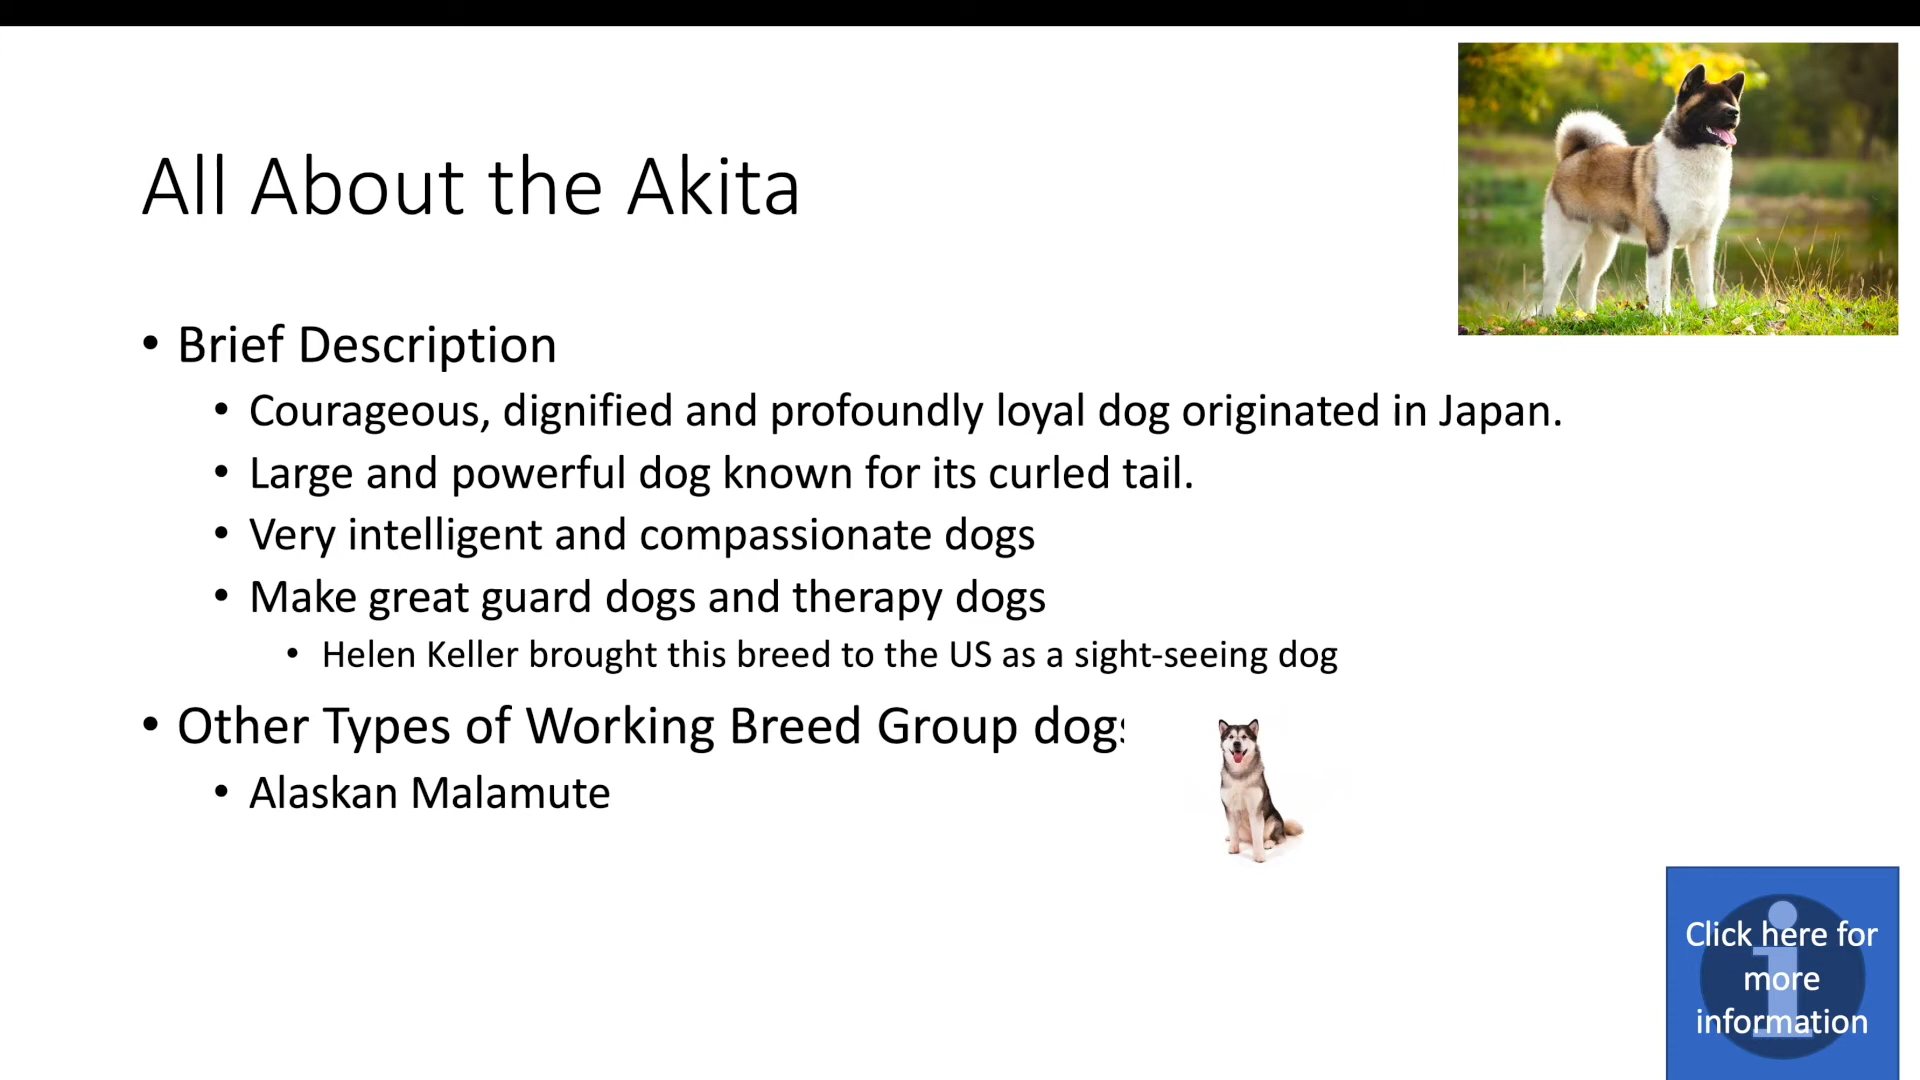 All About the Akita
• Brief Description
• Courageous, dignified and profoundly loyal dog originated in Japan.
• Large and powerful dog known for its curled tail.
• Very intelligent and compassionate dogs
• Make great guard dogs and therapy dogs
• Helen Keller brought this breed to the US as a sight-seeing dog
• Other Types of Working Breed Group dogs
• Alaskan Malamute
Click here for
more
information